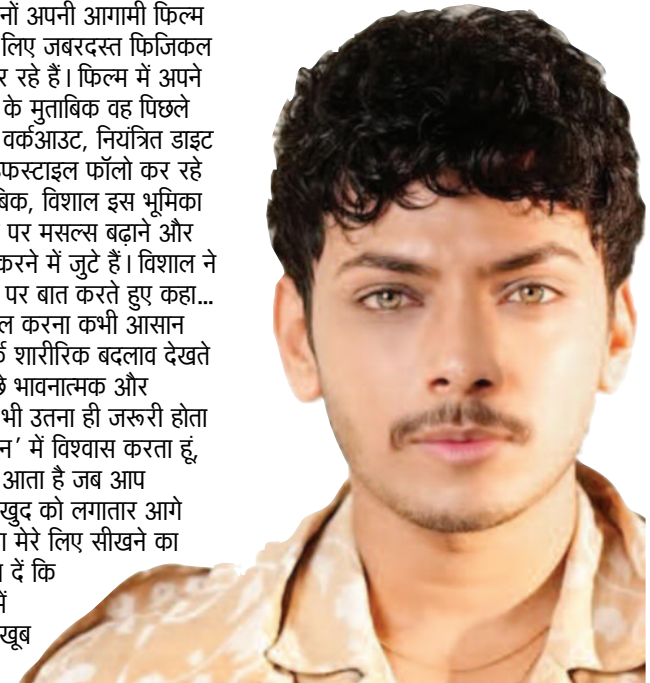 नों अपनी आगामी फिल्म
लिए जबरदस्त फिजिकल
र रहे हैं। फिल्म में अपने
के मुताबिक वह पिछले
वर्कआउट, नियंत्रित डाइट
इफस्टाइल फॉलो कर रहे
बिक, विशाल इस भूमिका
पर मसल्स बढ़ाने और
करने में जुटे हैं। विशाल ने
पर बात करते हुए कहा...
ल करना कभी आसान
र्फ शारीरिक बदलाव देखते
छे भावनात्मक और
भी उतना ही जरूरी होता
न’ में विश्वास करता हूं,
आता है जब आप
खुद को लगातार आगे
ा मेरे लिए सीखने का
ा दें कि
में
खूब